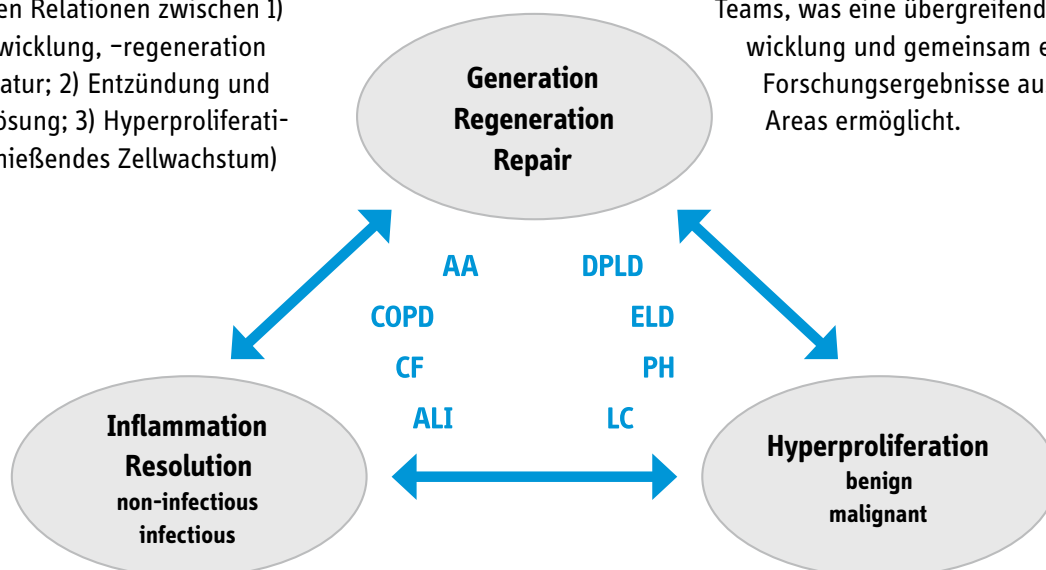 en Relationen zwischen 1)
wicklung, –regeneration
atur; 2) Entzündung und
ösung; 3) Hyperproliferati-
nießendes Zellwachstum)
Teams, was eine übergreifend
wicklung und gemeinsam e
Forschungsergebnisse au
Areas ermöglicht.
Generation
Regeneration
Repair
AA
DPLD
COPD
ELD
CF
PH
ALI
LC
Inflammation
Resolution
non-infectious
infectious
Hyperproliferation
benign
malignant